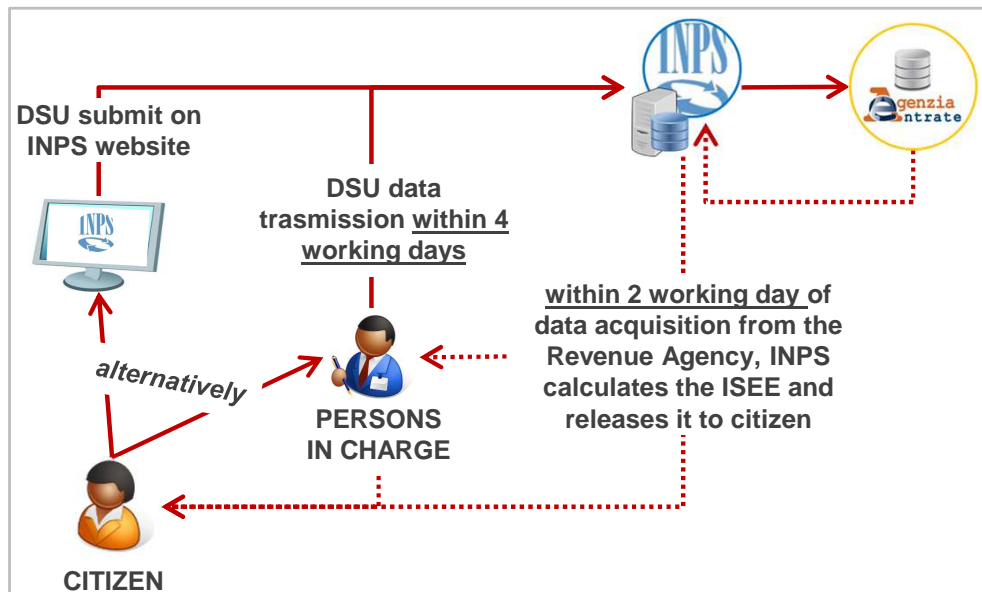 INPS
genzia
ntrate
DSU submit on
INPS website
INPS
DSU data
trasmission within 4
working days
within 2 working day of
data acquisition from the
Revenue Agency, INPS
calculates the ISEE and
releases it to citizen
alternatively
PERSONS
IN CHARGE
CITIZEN